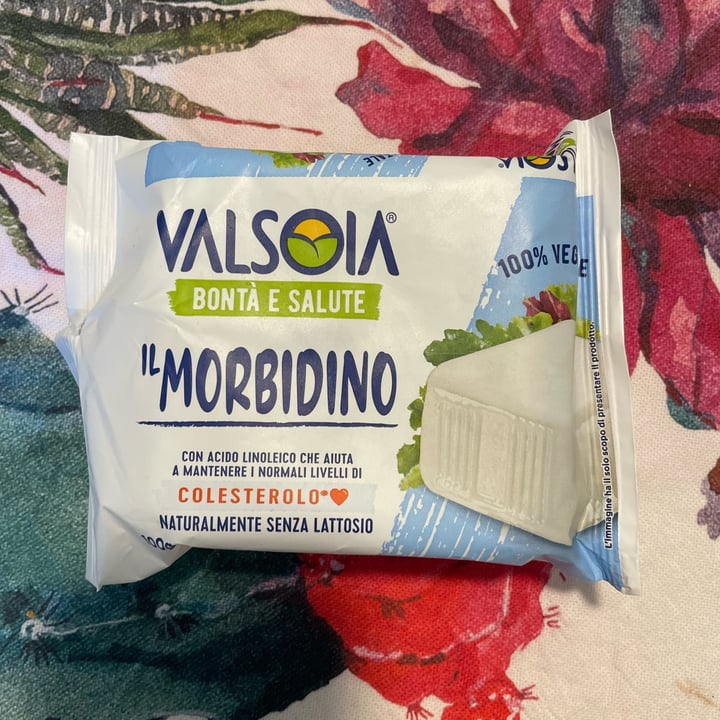 VALSOIA®
BONTÀ E SALUTE
IL MORBIDINO
CON ACIDO LINOLEICO CHE AIUTA
A MANTENERE I NORMALI LIVELLI DI
COLESTEROLO*
NATURALMENTE SENZA LATTOSIO
100%
L'immagine ha il solo scopo di presentare il prodotto.